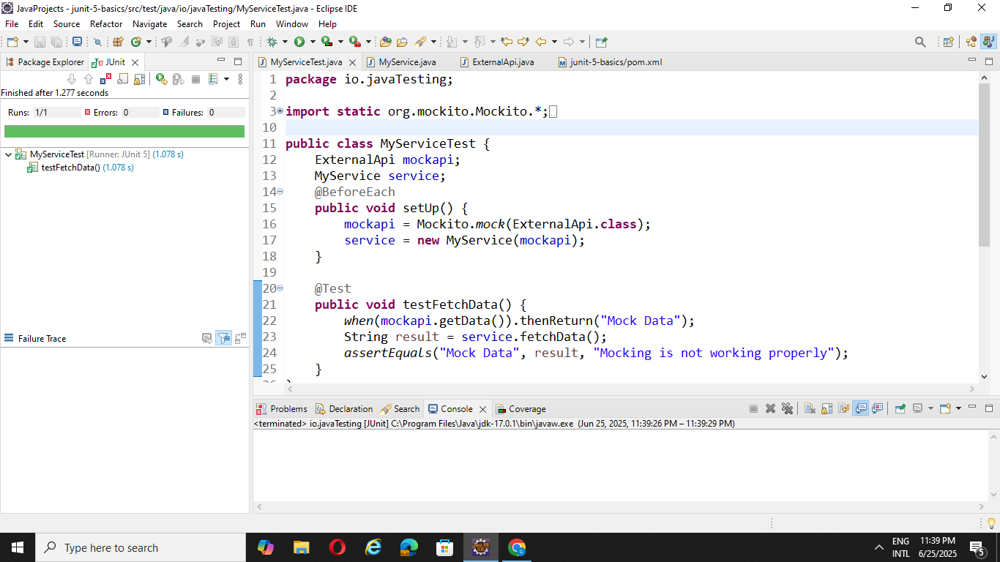 JavaProjects - junit-5-basics/src/test/java/io/javaTesting/MyServiceTest.java - Eclipse IDE
File Edit Source Refactor Navigate Search Project Run Window Help
Package Explorer JUnit
Finished after 1.277 seconds
Runs: 1/1 Errors: 0 Failures: 0
MyServiceTest [Runner: JUnit 5] (1.078 s)
testFetchData() (1.078 s)
Failure Trace
MyServiceTest.java MyService.java ExternalApi.java junit-5-basics/pom.xml
1 package io.javaTesting;
2
3 import static org.mockito.Mockito.*;
10
11 public class MyServiceTest {
12 ExternalApi mockapi;
13 MyService service;
14 @BeforeEach
15 public void setUp() {
16 mockapi = Mockito.mock(ExternalApi.class);
17 service = new MyService(mockapi);
18 }
19
20 @Test
21 public void testFetchData() {
22 when(mockapi.getData()).thenReturn("Mock Data");
23 String result = service.fetchData();
24 assertEquals("Mock Data", result, "Mocking is not working properly");
25 }
Problems Declaration Search Console Coverage
<terminated> io.javaTesting [JUnit] C:\Program Files\Java\jdk-17.0.1\bin\javaw.exe (Jun 25, 2025, 11:39:26 PM – 11:39:29 PM)
Type here to search
ENG
INTL
11:39 PM
6/25/2025
5